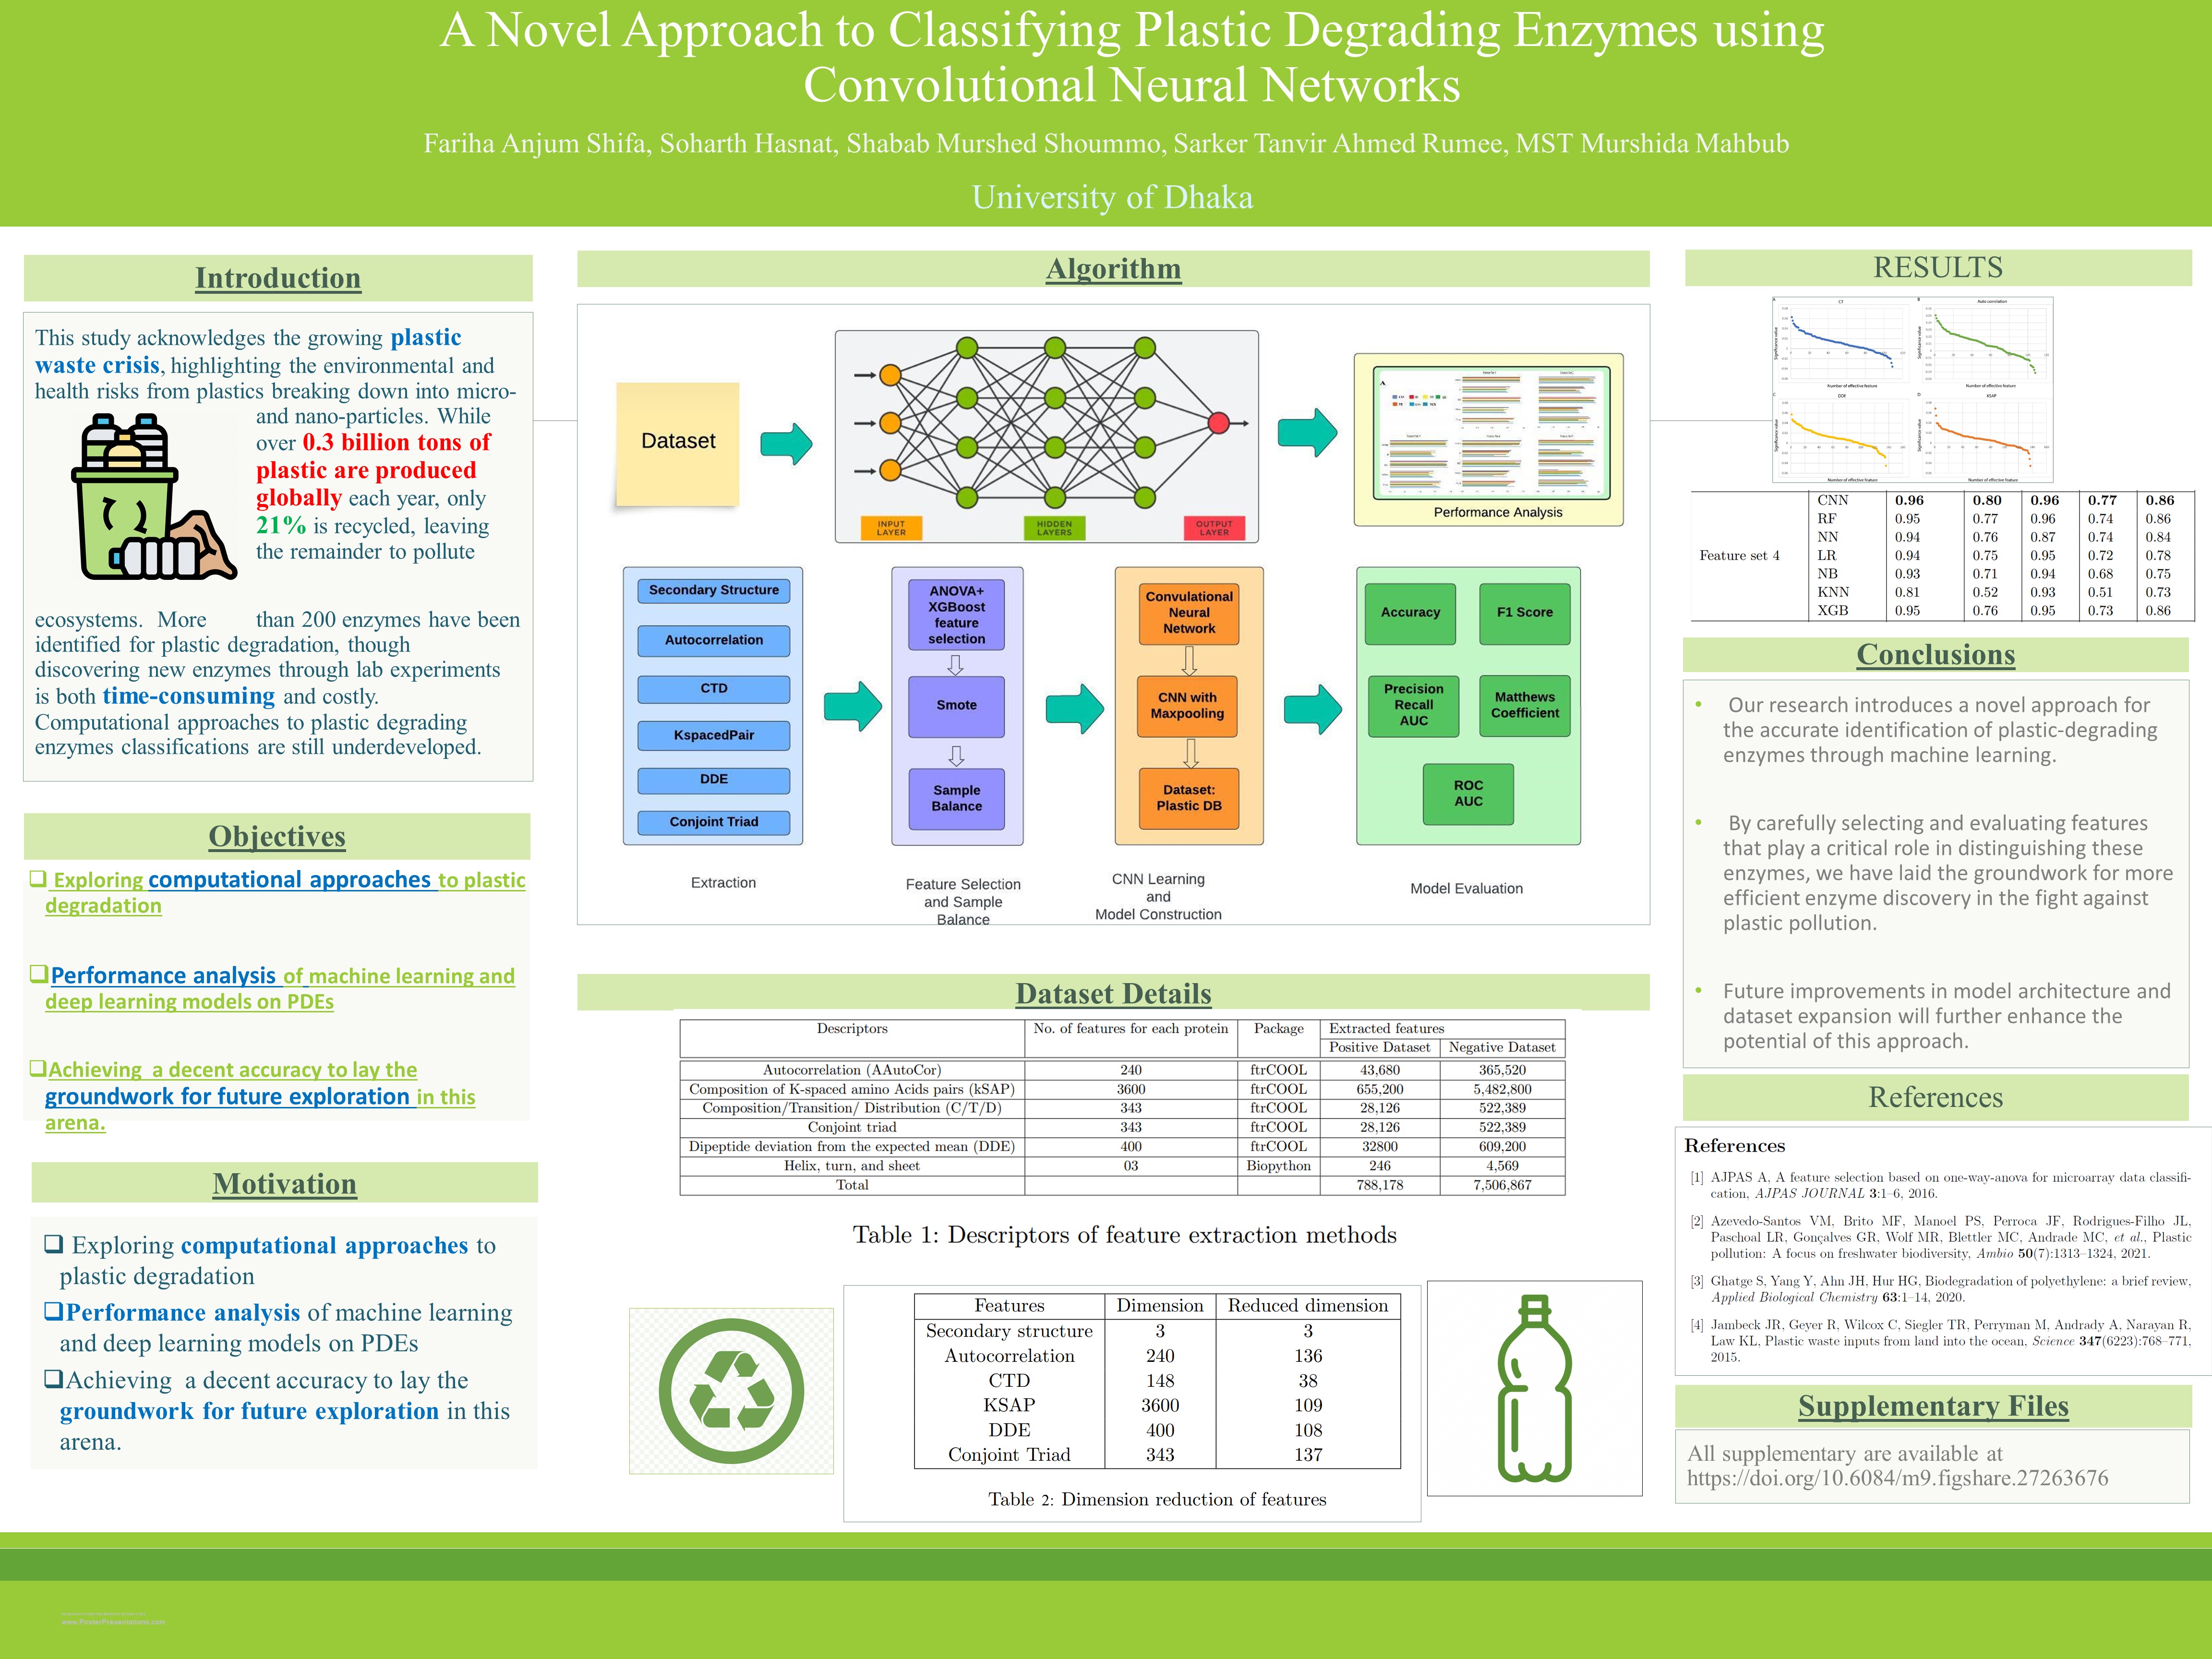 A Novel Approach to Classifying Plastic Degrading Enzymes using
Convolutional Neural Networks
Fariha Anjum Shifa, Soharth Hasnat, Shabab Murshed Shoummo, Sarker Tanvir Ahmed Rumee, MST Murshida Mahbub
University of Dhaka
Introduction
This study acknowledges the growing plastic
waste crisis, highlighting the environmental and
health risks from plastics breaking down into micro-
and nano-particles. While
over 0.3 billion tons of
plastic are produced
globally each year, only
21% is recycled, leaving
the remainder to pollute
ecosystems. More than 200 enzymes have been
identified for plastic degradation, though
discovering new enzymes through lab experiments
is both time-consuming and costly.
Computational approaches to plastic degrading
enzymes classifications are still underdeveloped.
Objectives
❑ Exploring computational approaches to plastic
degradation
❑Performance analysis of machine learning and
deep learning models on PDEs
❑Achieving a decent accuracy to lay the
groundwork for future exploration in this
arena.
Motivation
❑ Exploring computational approaches to
plastic degradation
❑Performance analysis of machine learning
and deep learning models on PDEs
❑Achieving a decent accuracy to lay the
groundwork for future exploration in this
arena.
Algorithm
Dataset
INPUT
LAYER
HIDDEN
LAYERS
OUTPUT
LAYER
A
Performance Analysis
Secondary Structure
Autocorrelation
CTD
KspacedPair
DDE
Conjoint Triad
Extraction
ANOVA+
XGBoost
feature
selection
Smote
Sample
Balance
Feature Selection
and Sample
Balance
Convulational
Neural
Network
CNN with
Maxpooling
Dataset:
Plastic DB
CNN Learning
and
Model Construction
Accuracy
F1 Score
Precision
Recall
AUC
Matthews
Coefficient
ROC
AUC
Model Evaluation
Dataset Details
Descriptors No. of features for each protein Package Extracted features
Positive Dataset Negative Dataset
Autocorrelation (AAutoCor) 240 ftrCOOL 43,680 365,520
Composition of K-spaced amino Acids pairs (kSAP) 3600 ftrCOOL 655,200 5,482,800
Composition/Transition/ Distribution (C/T/D) 343 ftrCOOL 28,126 522,389
Conjoint triad 343 ftrCOOL 28,126 522,389
Dipeptide deviation from the expected mean (DDE) 400 ftrCOOL 32800 609,200
Helix, turn, and sheet 03 Biopython 246 4,569
Total 788,178 7,506,867
Table 1: Descriptors of feature extraction methods
Features Dimension Reduced dimension
Secondary structure 3 3
Autocorrelation 240 136
CTD 148 38
KSAP 3600 109
DDE 400 108
Conjoint Triad 343 137
Table 2: Dimension reduction of features
RESULTS
A CT
Significance value
Number of effective feature
B Auto correlation
Significance value
Number of effective feature
C DDE
Significance value
Number of effective feature
D KSAP
Significance value
Number of effective feature
CNN 0.96 0.80 0.96 0.77 0.86
RF 0.95 0.77 0.96 0.74 0.86
NN 0.94 0.76 0.87 0.74 0.84
Feature set 4 LR 0.94 0.75 0.95 0.72 0.78
NB 0.93 0.71 0.94 0.68 0.75
KNN 0.81 0.52 0.93 0.51 0.73
XGB 0.95 0.76 0.95 0.73 0.86
Conclusions
• Our research introduces a novel approach for
the accurate identification of plastic-degrading
enzymes through machine learning.
• By carefully selecting and evaluating features
that play a critical role in distinguishing these
enzymes, we have laid the groundwork for more
efficient enzyme discovery in the fight against
plastic pollution.
• Future improvements in model architecture and
dataset expansion will further enhance the
potential of this approach.
References
References
[1] AJPAS A, A feature selection based on one-way-anova for microarray data classifi-
cation, AJPAS JOURNAL 3:1–6, 2016.
[2] Azevedo-Santos VM, Brito MF, Manoel PS, Perroca JF, Rodrigues-Filho JL,
Paschoal LR, Gonçalves GR, Wolf MR, Blettler MC, Andrade MC, et al., Plastic
pollution: A focus on freshwater biodiversity, Ambio 50(7):1313–1324, 2021.
[3] Ghatge S, Yang Y, Ahn JH, Hur HG, Biodegradation of polyethylene: a brief review,
Applied Biological Chemistry 63:1–14, 2020.
[4] Jambeck JR, Geyer R, Wilcox C, Siegler TR, Perryman M, Andrady A, Narayan R,
Law KL, Plastic waste inputs from land into the ocean, Science 347(6223):768–771,
2015.
Supplementary Files
All supplementary are available at
https://doi.org/10.6084/m9.figshare.27263676
www.PosterPresentations.com